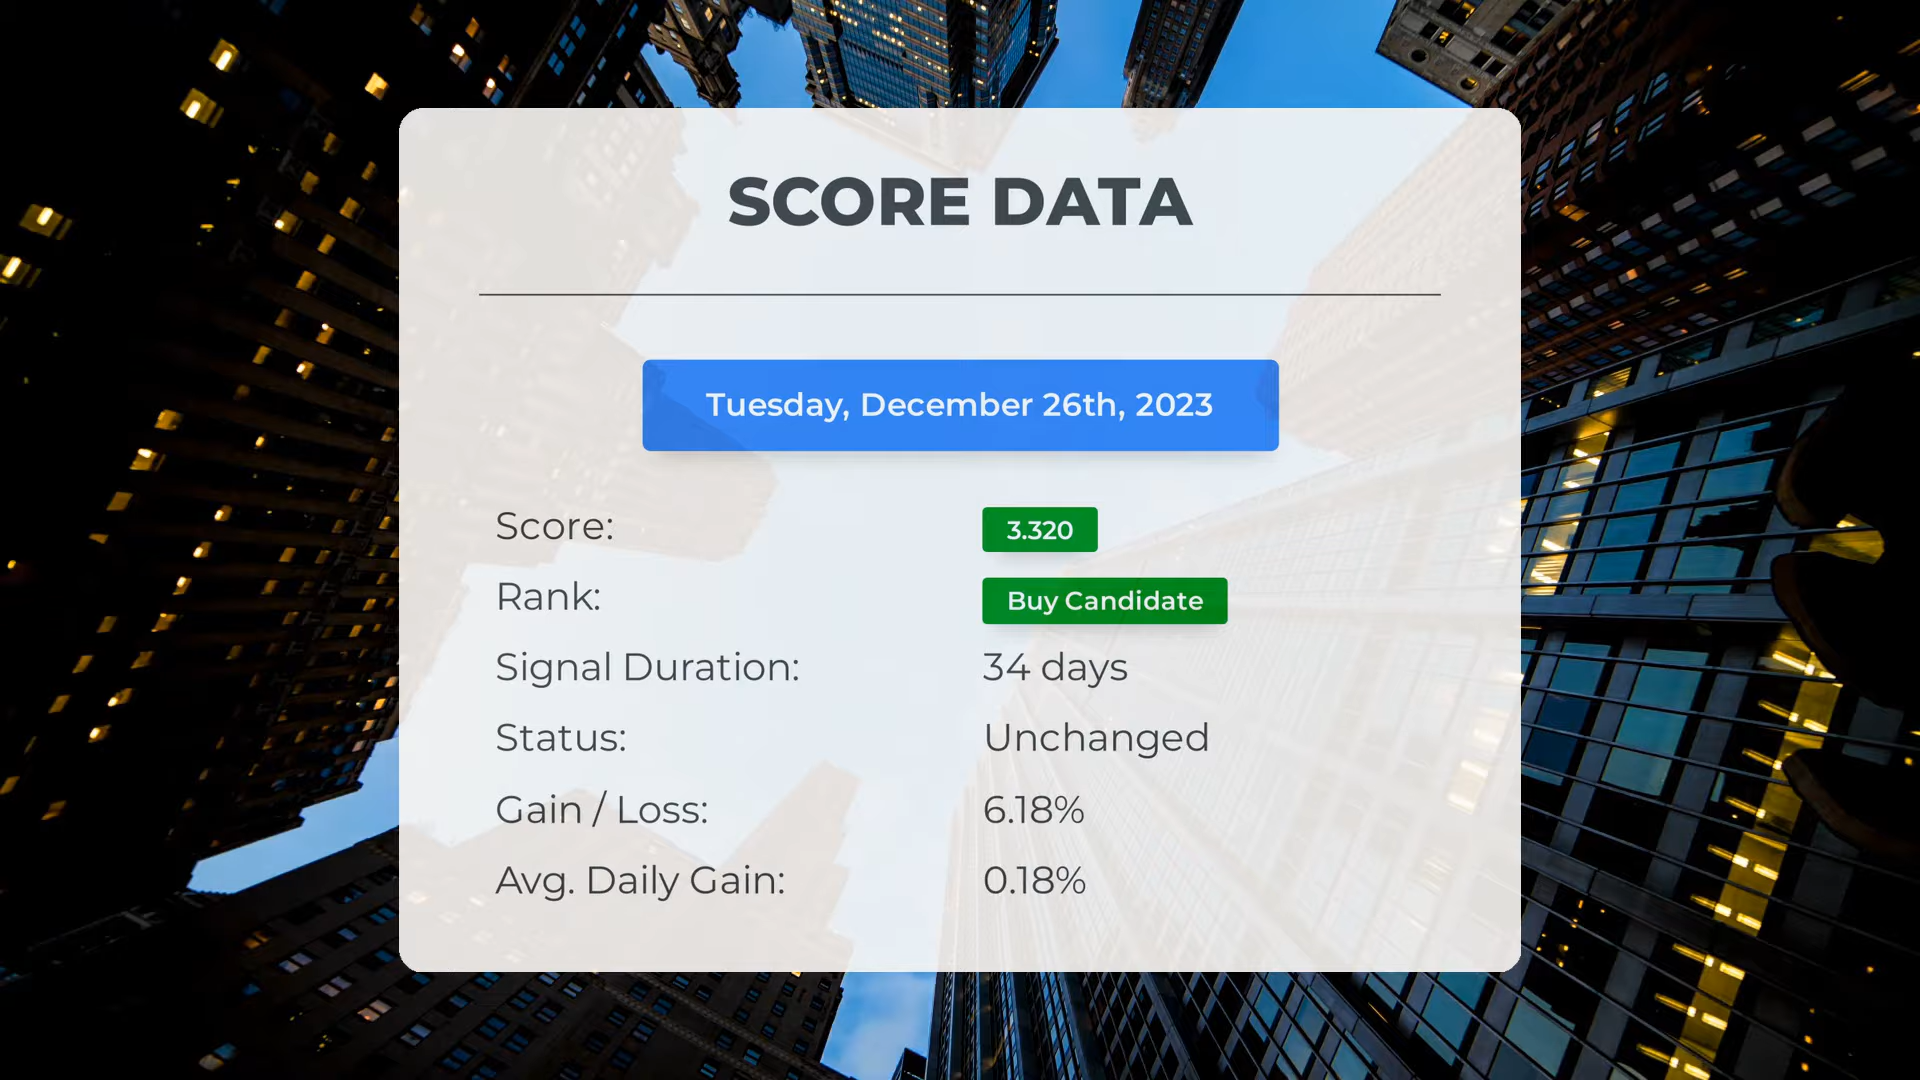 SCORE DATA
Tuesday, December 26th, 2023
Score: 3.320
Rank: Buy Candidate
Signal Duration: 34 days
Status: Unchanged
Gain / Loss: 6.18%
Avg. Daily Gain: 0.18%